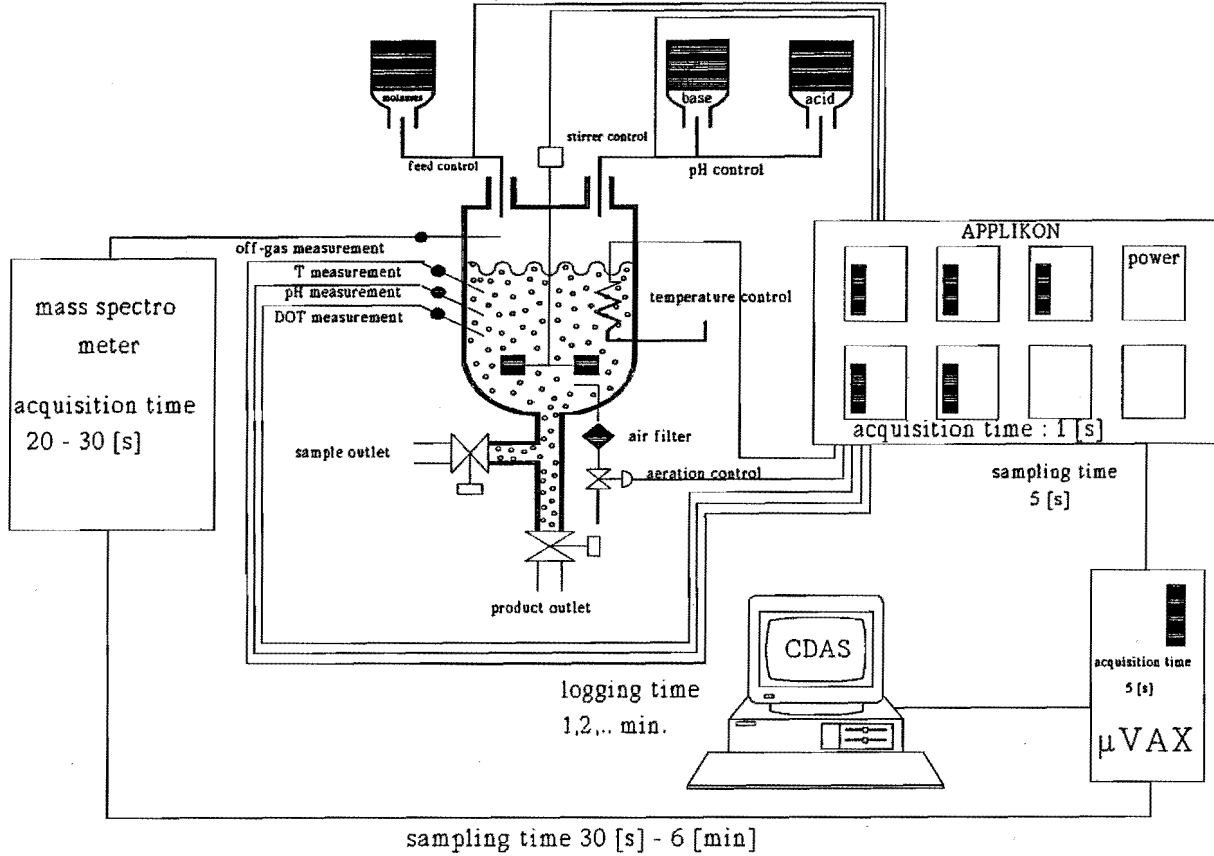 molasses
base
acid
stirrer control
feed control
pH control
off-gas measurement
T measurement
pH measurement
DOT measurement
temperature control
APPLIKON
power
mass spectro
meter
acquisition time
20 - 30 [s]
acquisition time : 1 [s]
sample outlet
air filter
aeration control
sampling time
5 [s]
product outlet
CDAS
acquisition time
5 [s]
µVAX
logging time
1,2,.. min.
sampling time 30 [s] - 6 [min]